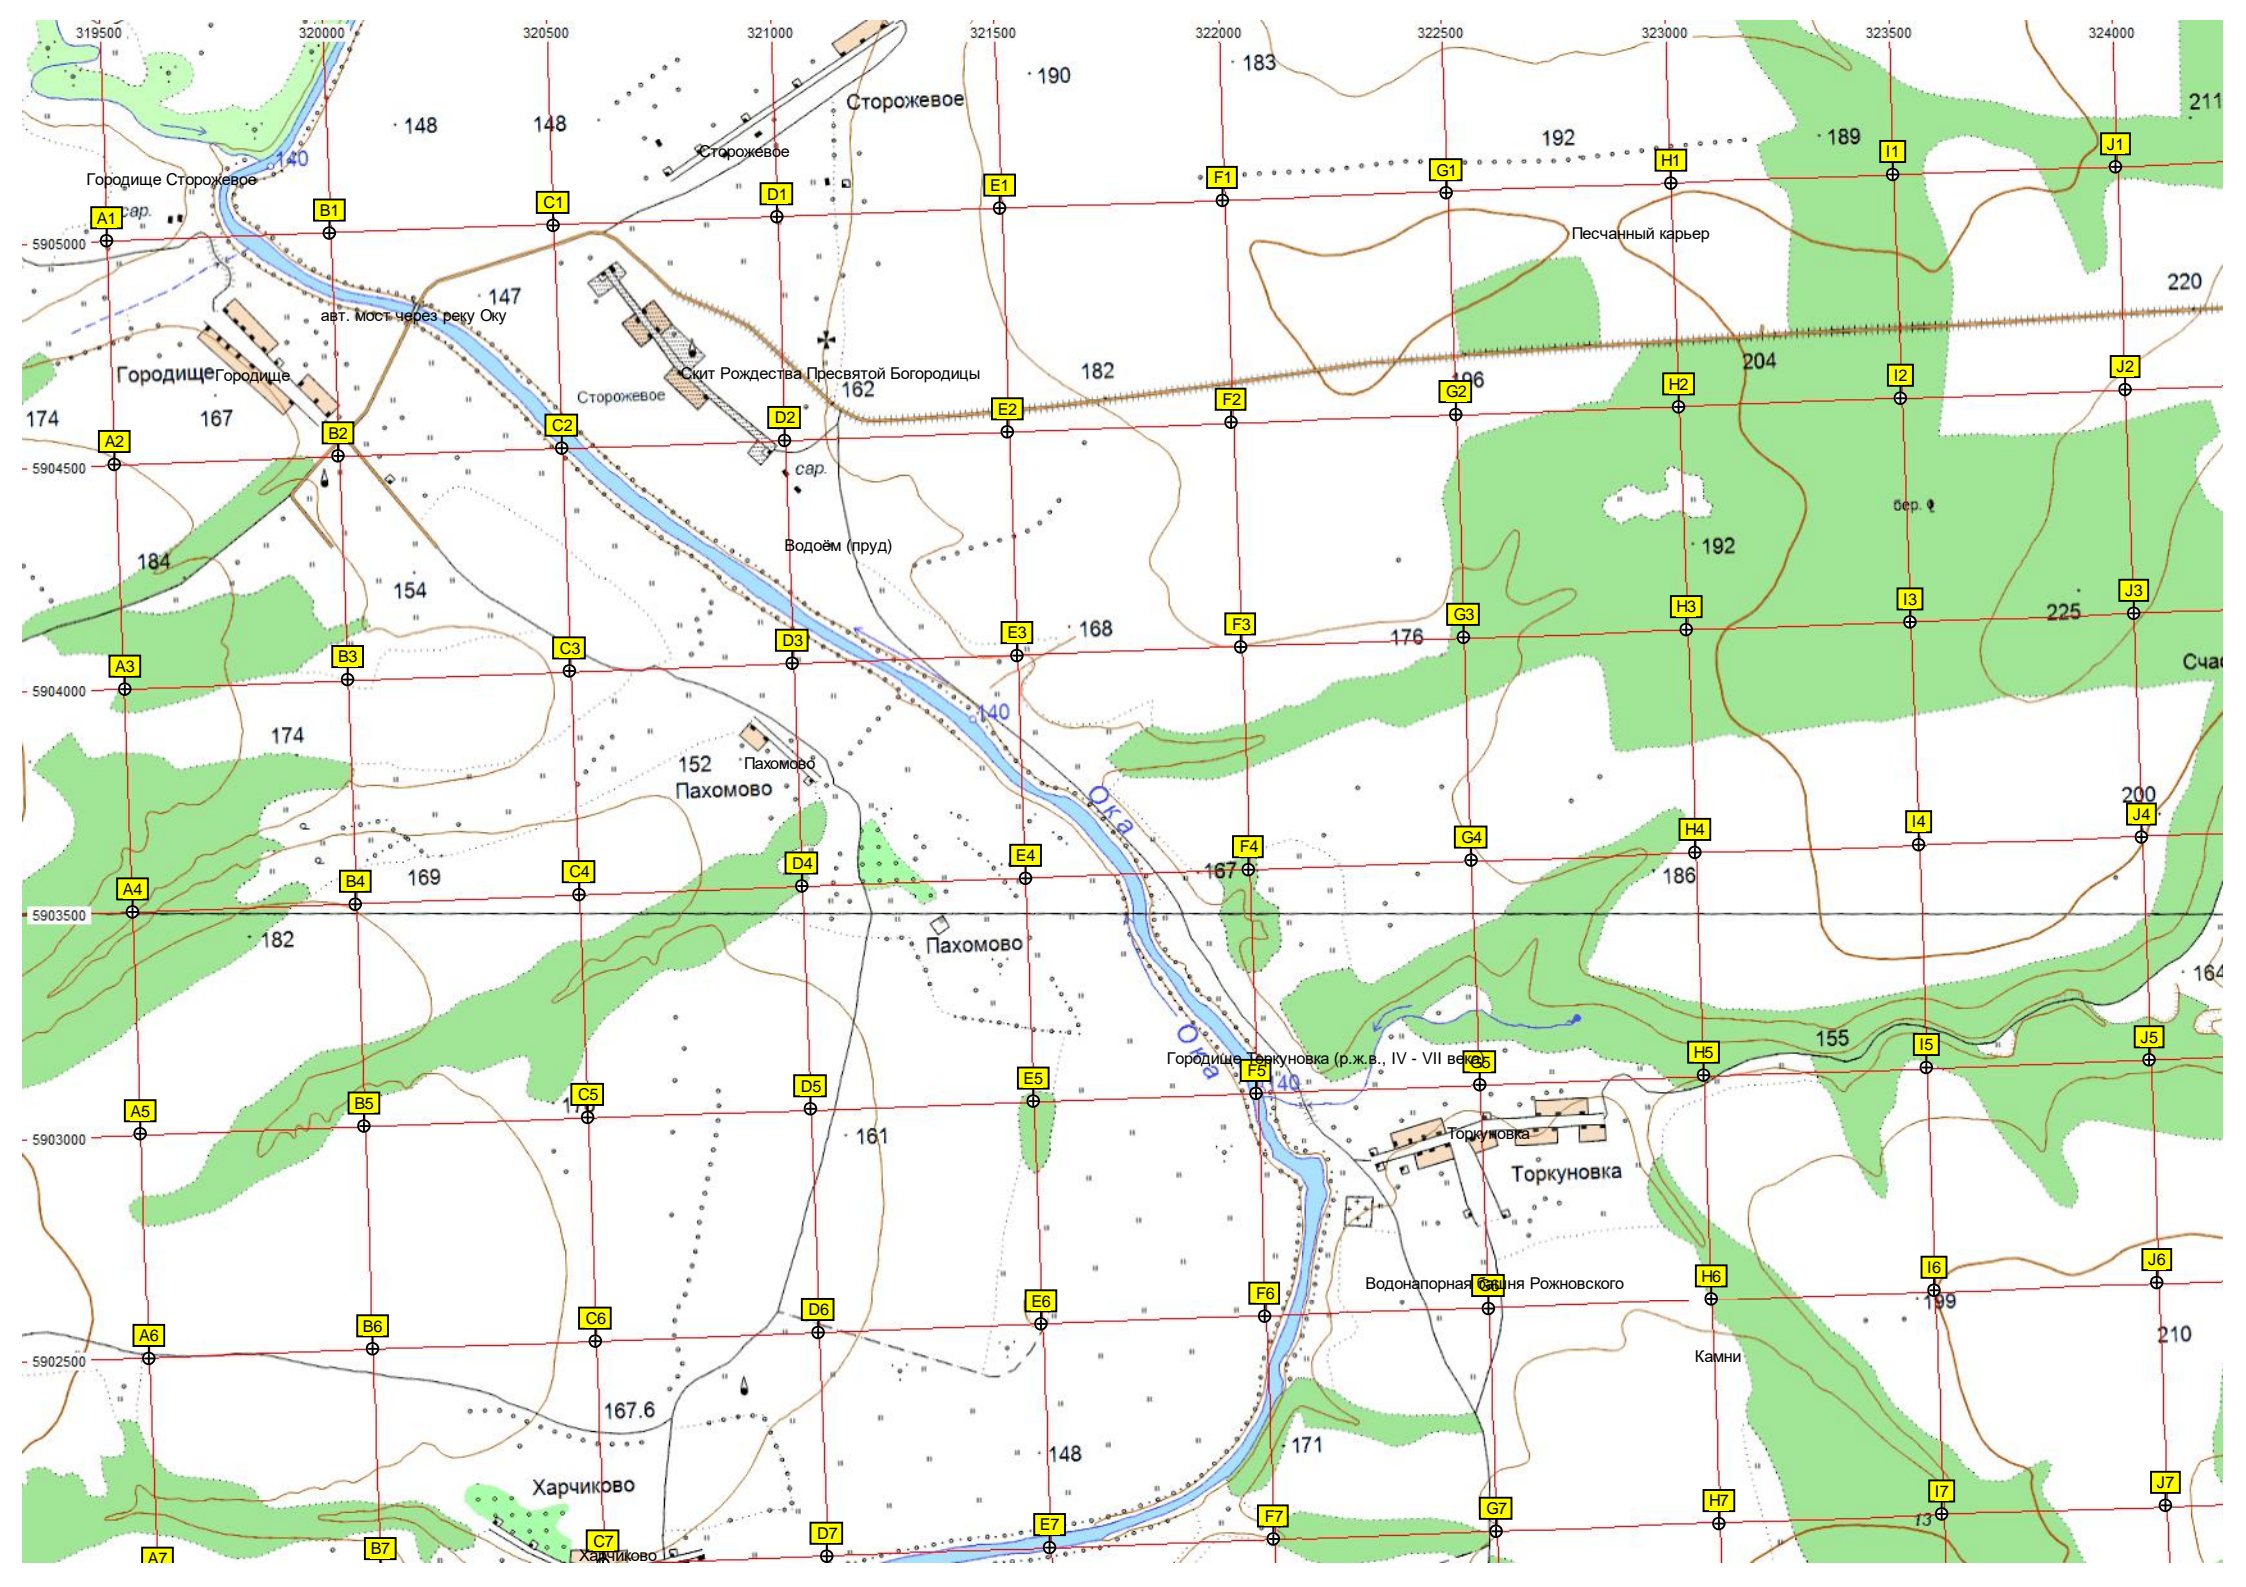 319500 320000 320500 321000 321500 322000 322500 323000 323500 324000
183
190
211
Сторожевое
148 148
192 189
Сторожевое
140
J1
I1
H1
G1
F1
E1
D1
C1
B1
A1
Городище Сторожевое
сар.
Песчанный карьер
5905000
220
147
авт. мост через реку Оку
204
182
162
196
Скит Рождества Пресвятой Богородицы
Городище
Городище
Сторожевое
J2
I2
H2
G2
F2
E2
D2
C2
B2
A2
174
167
5904500
сар.
бер.
192
Водоём (пруд)
184
154
J3
I3
H3
G3
F3
E3
D3
C3
B3
A3
225
168
176
Счас
5904000
140
174
152
Пахомово
Пахомово
Ока
200
J4
I4
H4
G4
F4
E4
D4
C4
B4
A4
167
186
169
5903500
182
Пахомово
164
155
Ока
Городище Торкуновка (р.ж.в., IV - VII века)
J5
I5
H5
G5
F5
E5
D5
C5
B5
A5
140
161
5903000
Торкуновка
Торкуновка
Водонапорная башня Рожновского
J6
I6
H6
G6
F6
E6
D6
C6
B6
A6
199
210
5902500
Камни
167.6
148
171
Харчиково
J7
I7
H7
G7
F7
E7
D7
C7
B7
A7
13
Харчиково